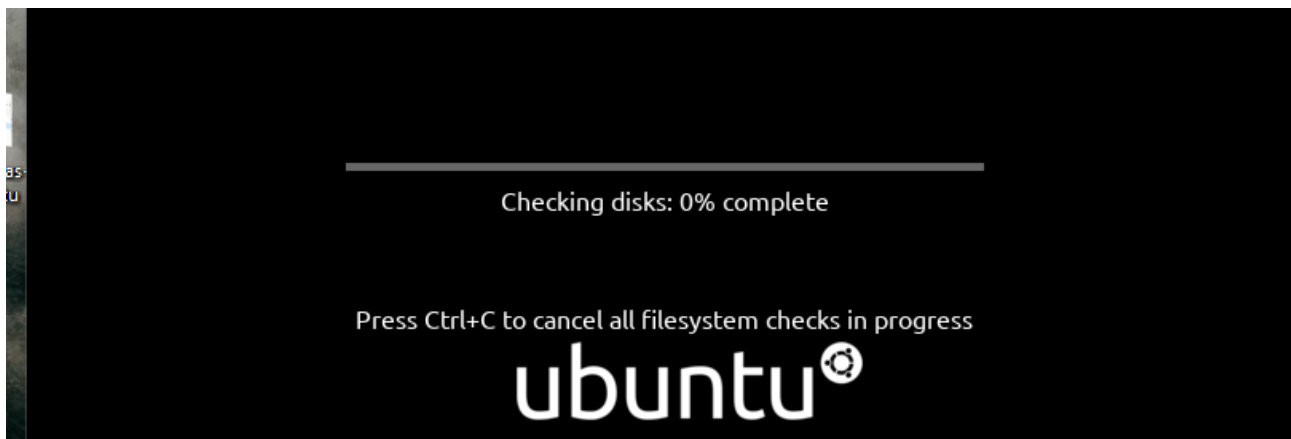 Checking disks: 0% complete
Press Ctrl+C to cancel all filesystem checks in progress
ubuntu